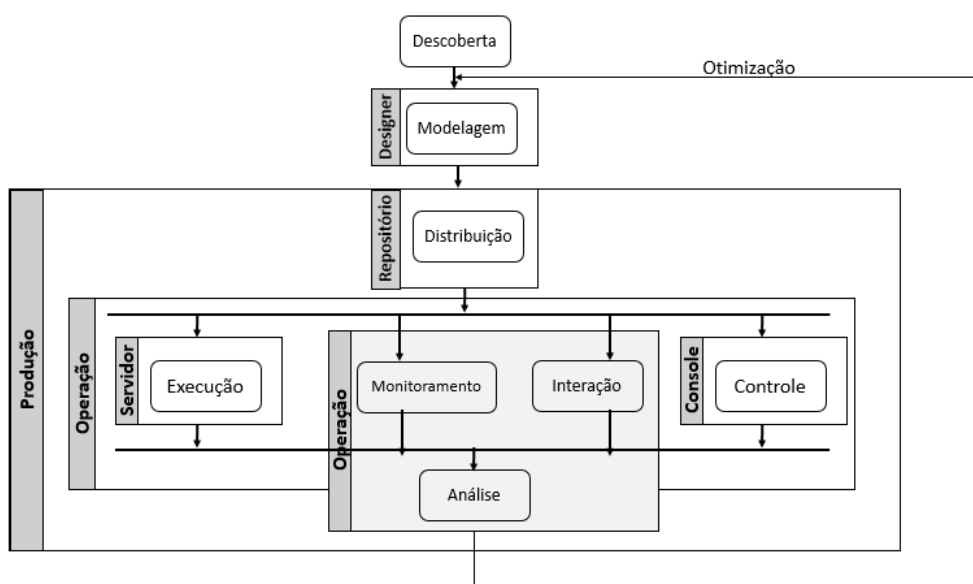 Descoberta
Otimização
Designer
Modelagem
Repositório
Distribuição
Produção
Operação
Servidor
Execução
Operação
Monitoramento
Interação
Console
Controle
Análise